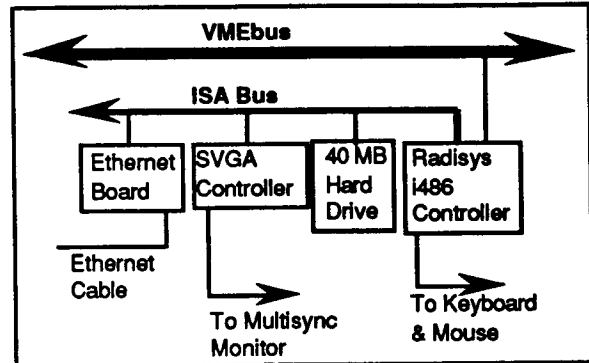 VMEbus
ISA Bus
Ethernet
Board
SVGA
Controller
40 MB
Hard
Drive
Radisys
i486
Controller
Ethernet
Cable
To Multisync
Monitor
To Keyboard
& Mouse